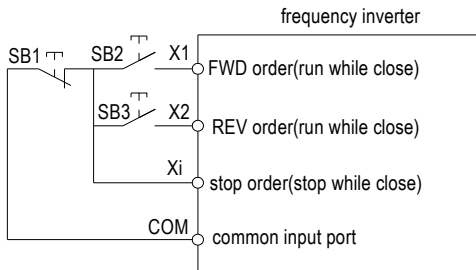 frequency inverter
SB1 SB2 X1
FWD order(run while close)
SB3 X2
REV order(run while close)
Xi
stop order(stop while close)
COM
common input port